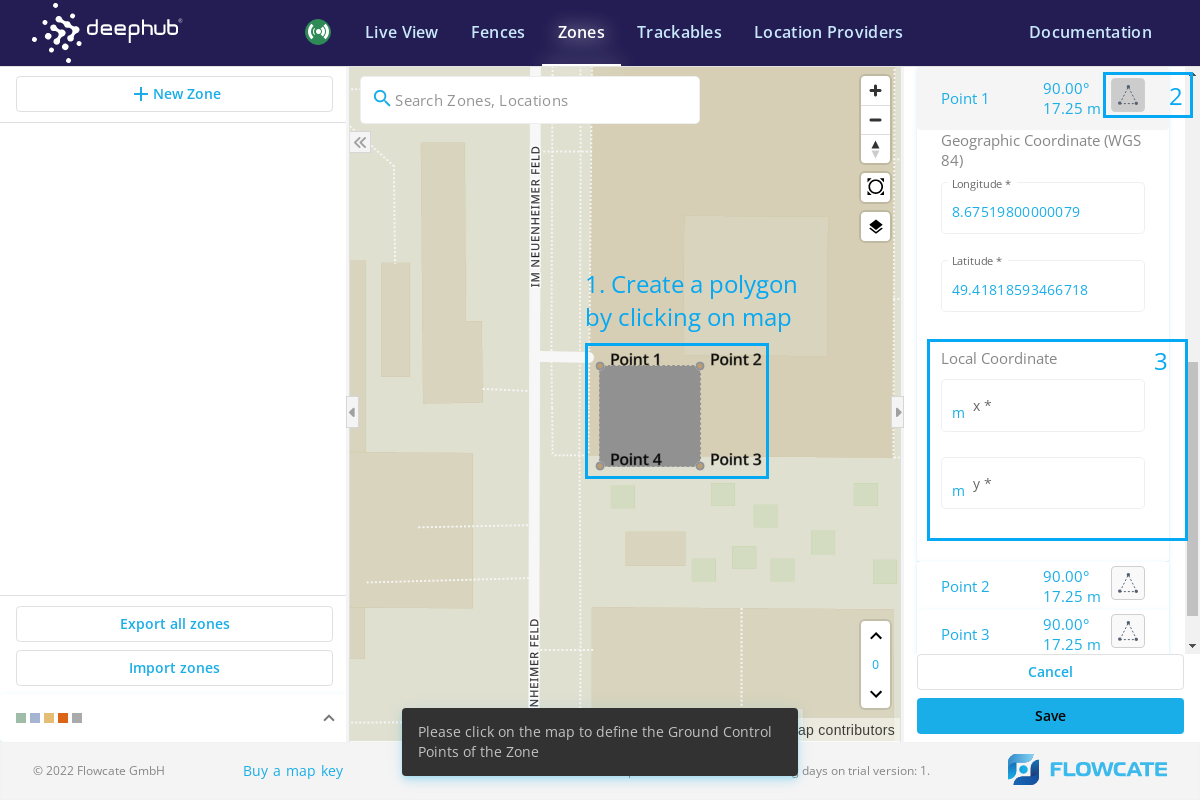 deephub
Live View
Fences
Zones
Trackables
Location Providers
Documentation
New Zone
Export all zones
Import zones
Search Zones, Locations
IM NEUENHEIMER FELD
1. Create a polygon
by clicking on map
Point 1
Point 2
Point 4
Point 3
NHEIMER FELD
0
ap contributors
Please click on the map to define the Ground Control
Points of the Zone
Point 1
90.00°
17.25 m
2
Geographic Coordinate (WGS
84)
Longitude *
8.67519800000079
Latitude *
49.41818593466718
Local Coordinate
3
m x *
m y *
Point 2
90.00°
17.25 m
Point 3
90.00°
17.25 m
Cancel
Save
© 2022 Flowcate GmbH
Buy a map key
days on trial version: 1.
FLOWCATE